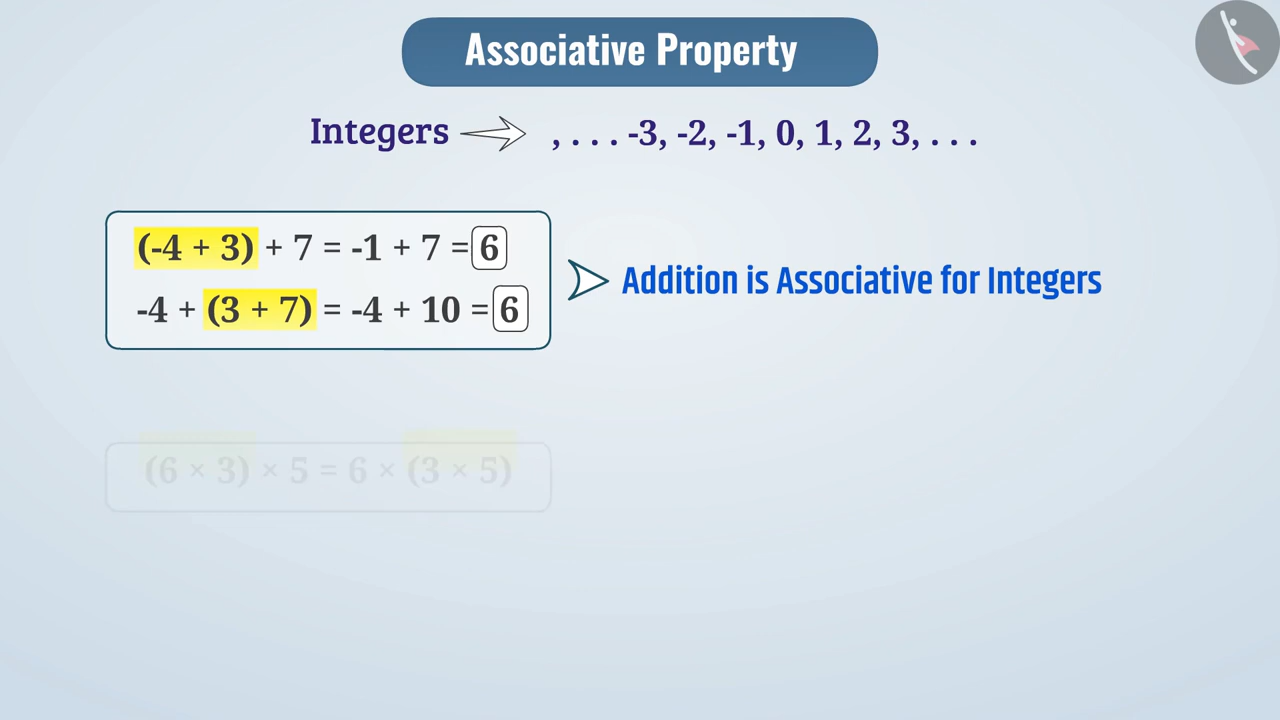 Associative Property
Integers
, . . . -3, -2, -1, 0, 1, 2, 3, . . .
(-4 + 3) + 7 = -1 + 7 = 6
-4 + (3 + 7) = -4 + 10 = 6
Addition is Associative for Integers
(6 × 3) × 5 = 6 × (3 × 5)